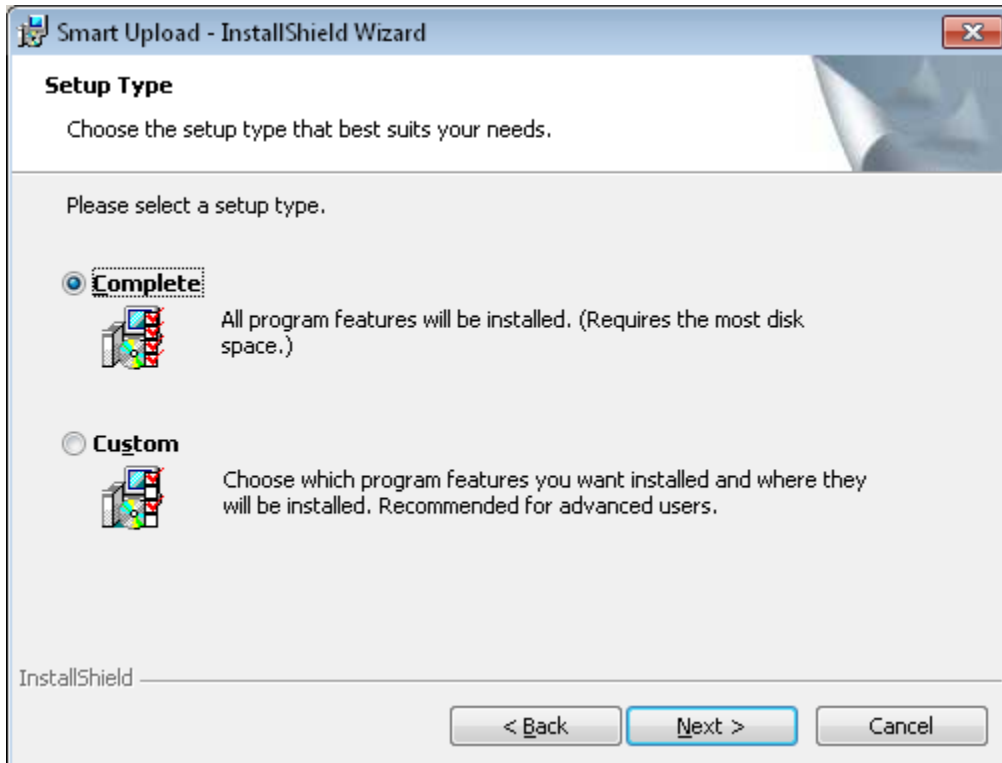 Smart Upload - InstallShield Wizard
Setup Type
Choose the setup type that best suits your needs.
Please select a setup type.
Complete
All program features will be installed. (Requires the most disk
space.)
Custom
Choose which program features you want installed and where they
will be installed. Recommended for advanced users.
InstallShield
< Back
Next >
Cancel